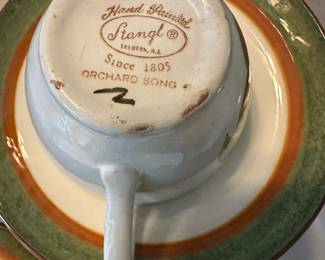 Hand Painted
Stangl ®
TRENTON, N.J.
Since 1805
ORCHARD SONG
2